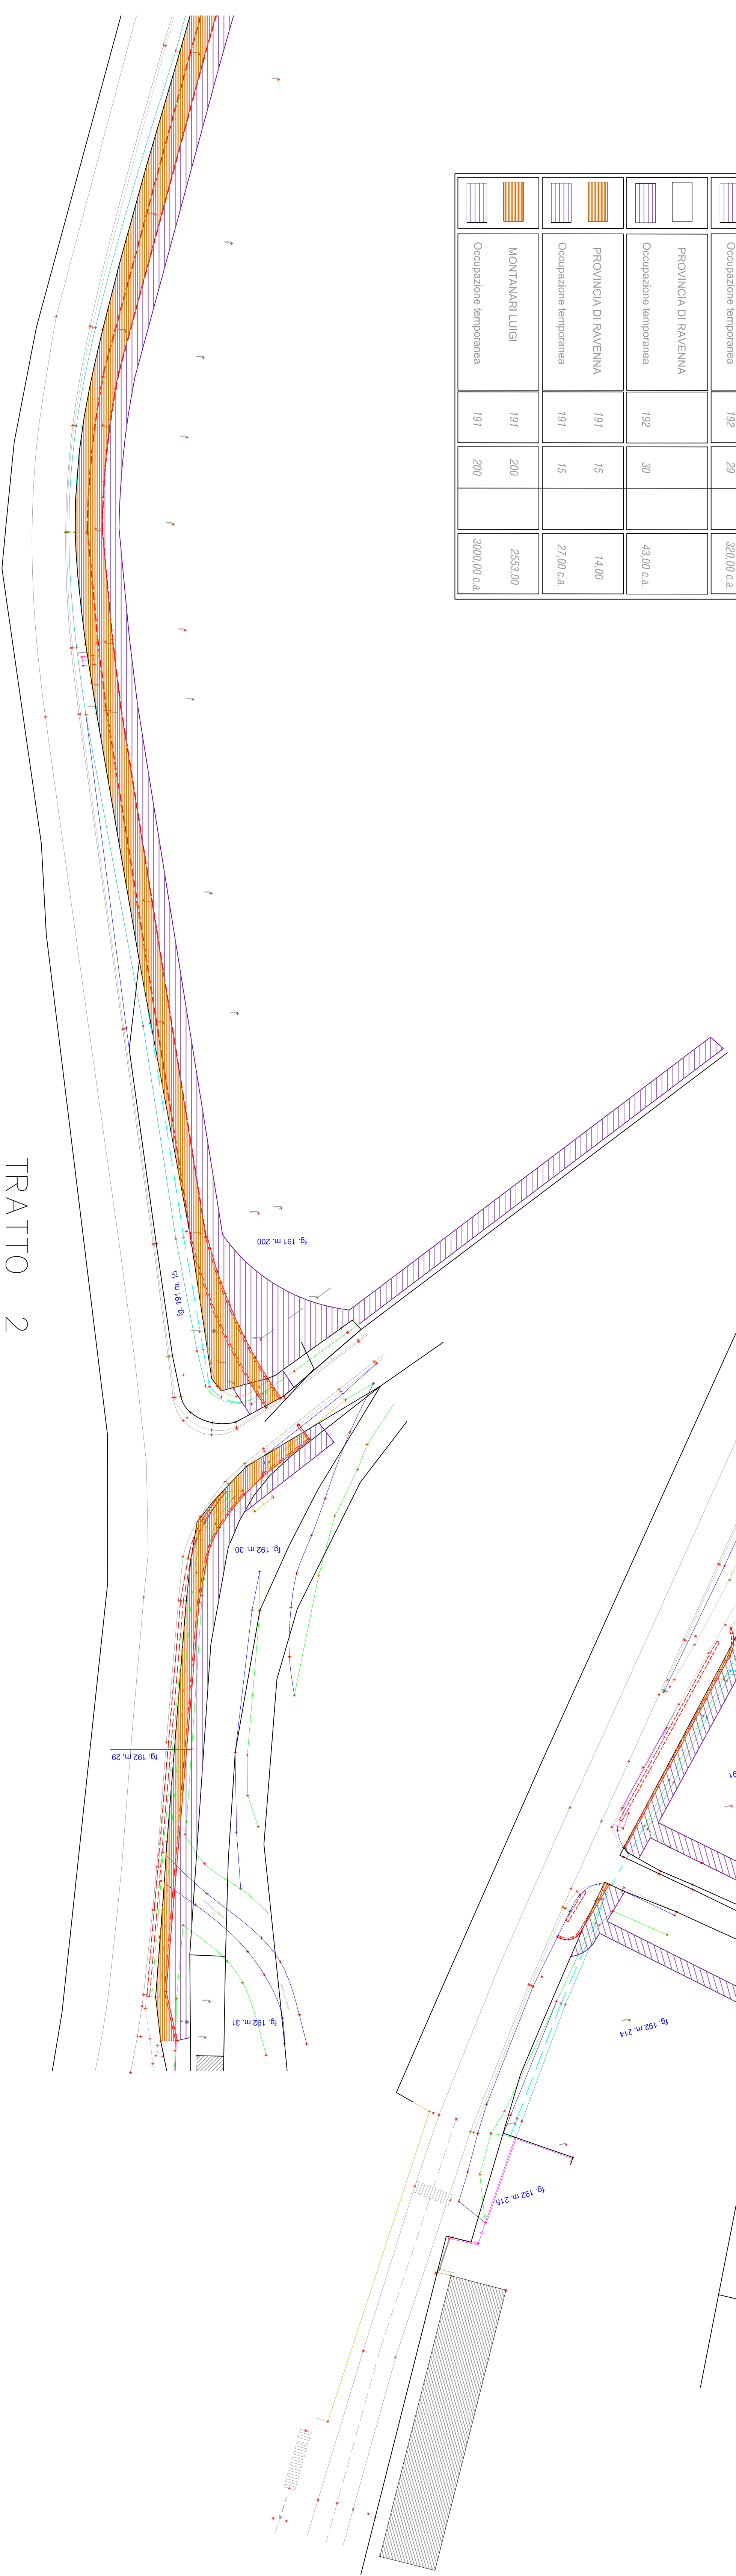 Occupazione temporanea 192 29 320,00 c.a.
PROVINCIA DI RAVENNA
Occupazione temporanea 192 30 43,00 c.a.
PROVINCIA DI RAVENNA 191 15 14,00
Occupazione temporanea 191 15 27,00 c.a.
MONTANARI LUIGI 191 200 2553,00
Occupazione temporanea 191 200 3000,00 c.a.
fg. 191 m. 200
fg. 191 m. 15
fg. 192 m. 30
fg. 192 m. 29
fg. 192 m. 31
fg. 192 m. 214
fg. 192 m. 215
TRATTO 2